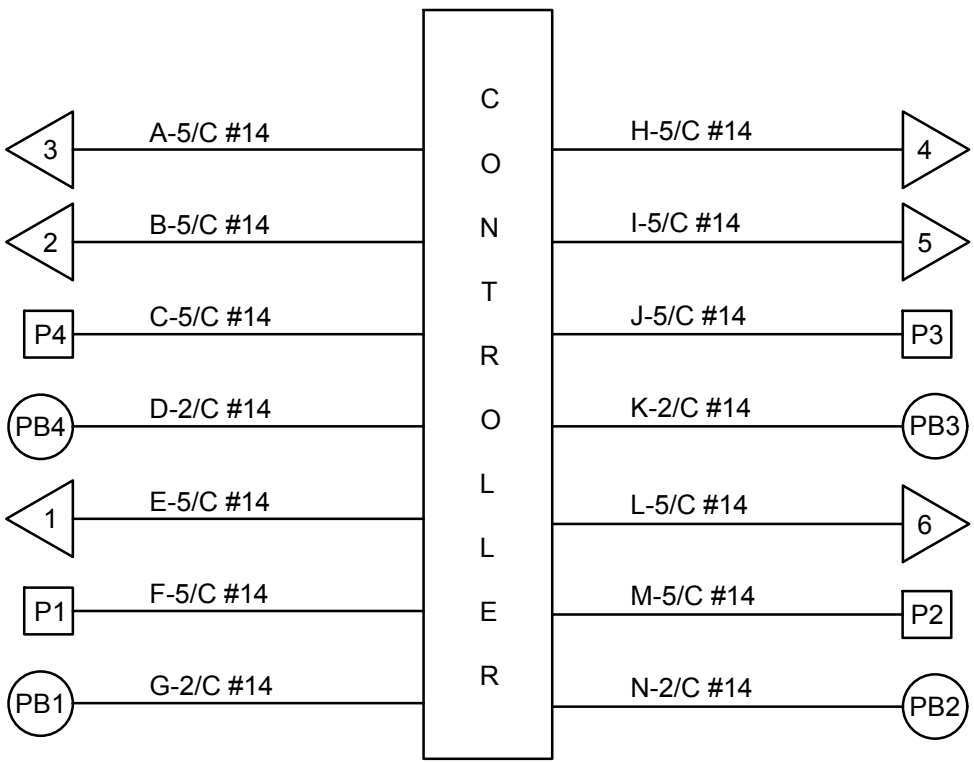 3 A-5/C #14
2 B-5/C #14
P4 C-5/C #14
PB4 D-2/C #14
1 E-5/C #14
P1 F-5/C #14
PB1 G-2/C #14
C
O
N
T
R
O
L
L
E
R
H-5/C #14 4
I-5/C #14 5
J-5/C #14 P3
K-2/C #14 PB3
L-5/C #14 6
M-5/C #14 P2
N-2/C #14 PB2